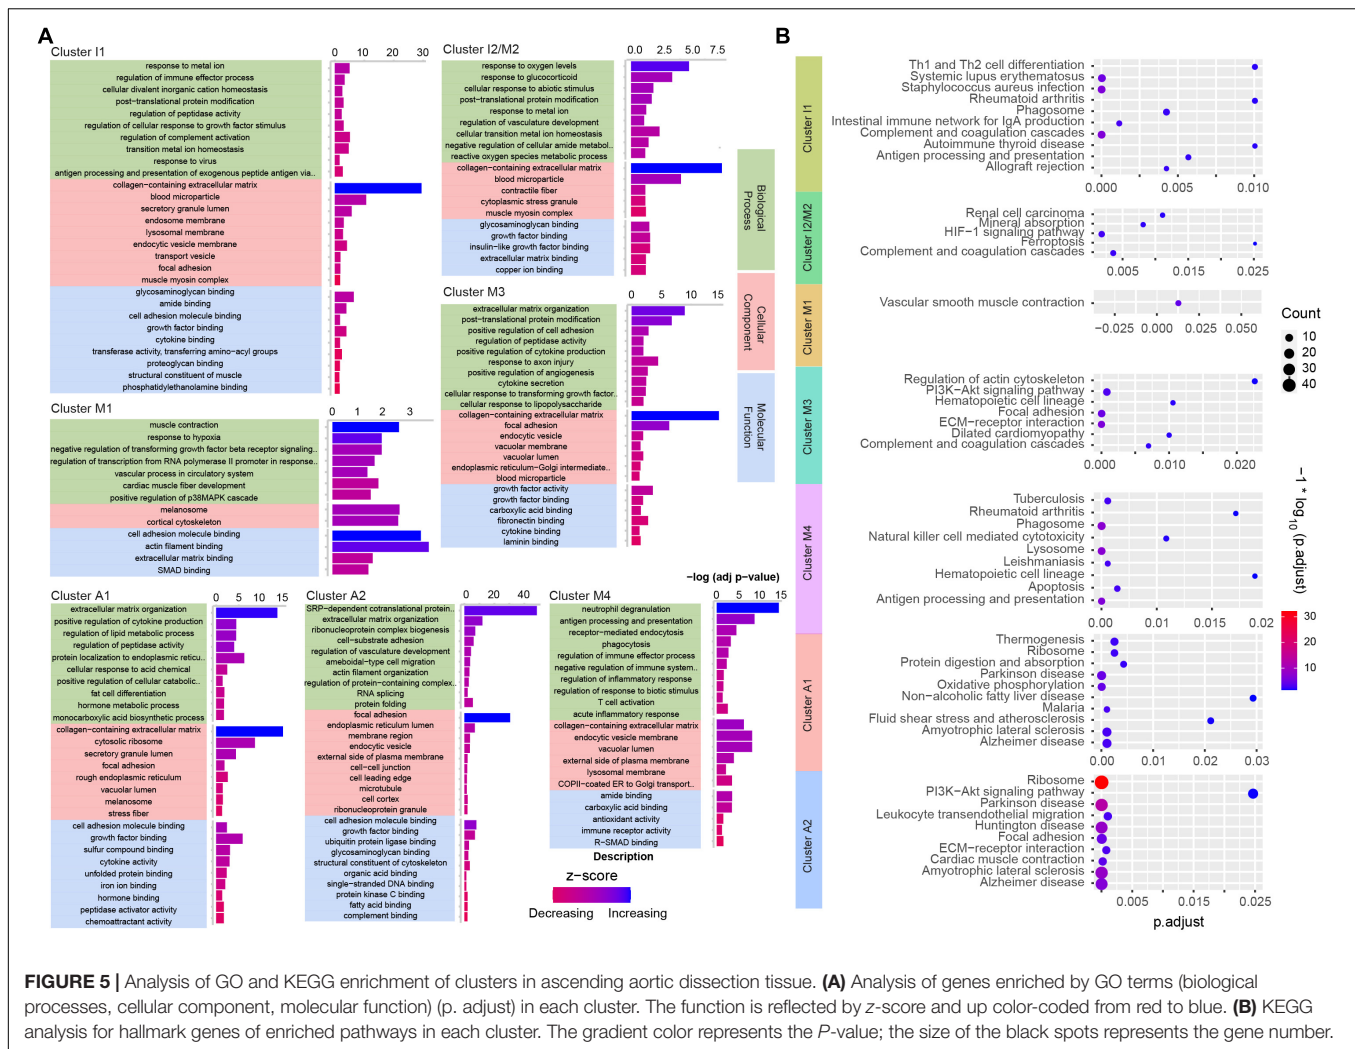 A
Cluster I1
0 10 20 30
response to metal ion
regulation of immune effector process
cellular divalent inorganic cation homeostasis
post−translational protein modification
regulation of peptidase activity
regulation of cellular response to growth factor stimulus
regulation of complement activation
transition metal ion homeostasis
response to virus
antigen processing and presentation of exogenous peptide antigen via..
collagen−containing extracellular matrix
blood microparticle
secretory granule lumen
endosome membrane
lysosomal membrane
endocytic vesicle membrane
transport vesicle
focal adhesion
muscle myosin complex
glycosaminoglycan binding
amide binding
cell adhesion molecule binding
growth factor binding
cytokine binding
transferase activity, transferring amino−acyl groups
proteoglycan binding
structural constituent of muscle
phosphatidylethanolamine binding
Cluster M1
0 1 2 3
muscle contraction
response to hypoxia
negative regulation of transforming growth factor beta receptor signaling..
regulation of transcription from RNA polymerase II promoter in response..
vascular process in circulatory system
cardiac muscle fiber development
positive regulation of p38MAPK cascade
melanosome
cortical cytoskeleton
cell adhesion molecule binding
actin filament binding
extracellular matrix binding
SMAD binding
Cluster I2/M2
0.0 2.5 5.0 7.5
response to oxygen levels
response to glucocorticoid
cellular response to abiotic stimulus
post−translational protein modification
response to metal ion
regulation of vasculature development
cellular transition metal ion homeostasis
negative regulation of cellular amide metabol..
reactive oxygen species metabolic process
collagen−containing extracellular matrix
blood microparticle
contractile fiber
cytoplasmic stress granule
muscle myosin complex
glycosaminoglycan binding
growth factor binding
insulin−like growth factor binding
extracellular matrix binding
copper ion binding
Cluster M3
0 5 10 15
extracellular matrix organization
post−translational protein modification
positive regulation of cell adhesion
regulation of peptidase activity
positive regulation of cytokine production
response to axon injury
positive regulation of angiogenesis
cytokine secretion
cellular response to transforming growth factor..
cellular response to lipopolysaccharide
collagen−containing extracellular matrix
focal adhesion
endocytic vesicle
vacuolar membrane
vacuolar lumen
endoplasmic reticulum−Golgi intermediate..
blood microparticle
growth factor activity
growth factor binding
carboxylic acid binding
fibronectin binding
cytokine binding
laminin binding
Biological
Process
Cellular
Component
Molecular
Function
Cluster A1
0 5 10 15
extracellular matrix organization
positive regulation of cytokine production
regulation of lipid metabolic process
regulation of peptidase activity
protein localization to endoplasmic reticu..
cellular response to acid chemical
positive regulation of cellular catabolic..
fat cell differentiation
hormone metabolic process
monocarboxylic acid biosynthetic process
collagen−containing extracellular matrix
cytosolic ribosome
secretory granule lumen
focal adhesion
rough endoplasmic reticulum
vacuolar lumen
melanosome
stress fiber
cell adhesion molecule binding
growth factor binding
sulfur compound binding
cytokine activity
unfolded protein binding
iron ion binding
hormone binding
peptidase activator activity
chemoattractant activity
Cluster A2
0 20 40
SRP−dependent cotranslational protein..
extracellular matrix organization
ribonucleoprotein complex biogenesis
cell−substrate adhesion
regulation of vasculature development
ameboidal−type cell migration
actin filament organization
regulation of protein−containing complex..
RNA splicing
protein folding
focal adhesion
endoplasmic reticulum lumen
membrane region
endocytic vesicle
external side of plasma membrane
cell−cell junction
cell leading edge
microtubule
cell cortex
ribonucleoprotein granule
cell adhesion molecule binding
growth factor binding
ubiquitin protein ligase binding
glycosaminoglycan binding
structural constituent of cytoskeleton
organic acid binding
single−stranded DNA binding
protein kinase C binding
fatty acid binding
complement binding
−log (adj p−value)
Cluster M4
0 5 10 15
neutrophil degranulation
antigen processing and presentation
receptor−mediated endocytosis
phagocytosis
regulation of immune effector process
negative regulation of immune system..
regulation of inflammatory response
regulation of response to biotic stimulus
T cell activation
acute inflammatory response
collagen−containing extracellular matrix
endocytic vesicle membrane
vacuolar lumen
external side of plasma membrane
lysosomal membrane
COPII−coated ER to Golgi transport..
amide binding
carboxylic acid binding
antioxidant activity
immune receptor activity
R−SMAD binding
Description
z−score
Decreasing Increasing
B
Cluster I1
Th1 and Th2 cell differentiation
Systemic lupus erythematosus
Staphylococcus aureus infection
Rheumatoid arthritis
Phagosome
Intestinal immune network for IgA production
Complement and coagulation cascades
Autoimmune thyroid disease
Antigen processing and presentation
Allograft rejection
0.000 0.005 0.010
Cluster I2/M2
Renal cell carcinoma
Mineral absorption
HIF−1 signaling pathway
Ferroptosis
Complement and coagulation cascades
0.005 0.015 0.025
Cluster M1
Vascular smooth muscle contraction
−0.025 0.000 0.025 0.050
Cluster M3
Regulation of actin cytoskeleton
PI3K−Akt signaling pathway
Hematopoietic cell lineage
Focal adhesion
ECM−receptor interaction
Dilated cardiomyopathy
Complement and coagulation cascades
0.000 0.010 0.020
Cluster M4
Tuberculosis
Rheumatoid arthritis
Phagosome
Natural killer cell mediated cytotoxicity
Lysosome
Leishmaniasis
Hematopoietic cell lineage
Apoptosis
Antigen processing and presentation
0.00 0.01 0.01 0.015 0.02
Cluster A1
Thermogenesis
Ribosome
Protein digestion and absorption
Parkinson disease
Oxidative phosphorylation
Non−alcoholic fatty liver disease
Malaria
Fluid shear stress and atherosclerosis
Amyotrophic lateral sclerosis
Alzheimer disease
0.0 0.01 0.02 0.03
Cluster A2
Ribosome
PI3K−Akt signaling pathway
Parkinson disease
Leukocyte transendothelial migration
Huntington disease
Focal adhesion
ECM−receptor interaction
Cardiac muscle contraction
Amyotrophic lateral sclerosis
Alzheimer disease
0.005 0.015 0.025
p.adjust
Count
10
20
30
40
−1 * log10 (p.adjust)
30
20
10
FIGURE 5 | Analysis of GO and KEGG enrichment of clusters in ascending aortic dissection tissue. (A) Analysis of genes enriched by GO terms (biological
processes, cellular component, molecular function) (p. adjust) in each cluster. The function is reflected by z-score and up color-coded from red to blue. (B) KEGG
analysis for hallmark genes of enriched pathways in each cluster. The gradient color represents the P-value; the size of the black spots represents the gene number.